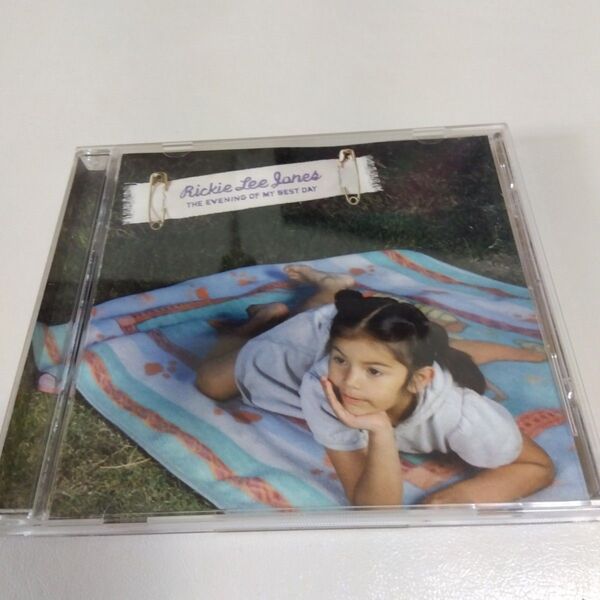 Rickie Lee Jones
THE EVENING OF MY BEST DAY